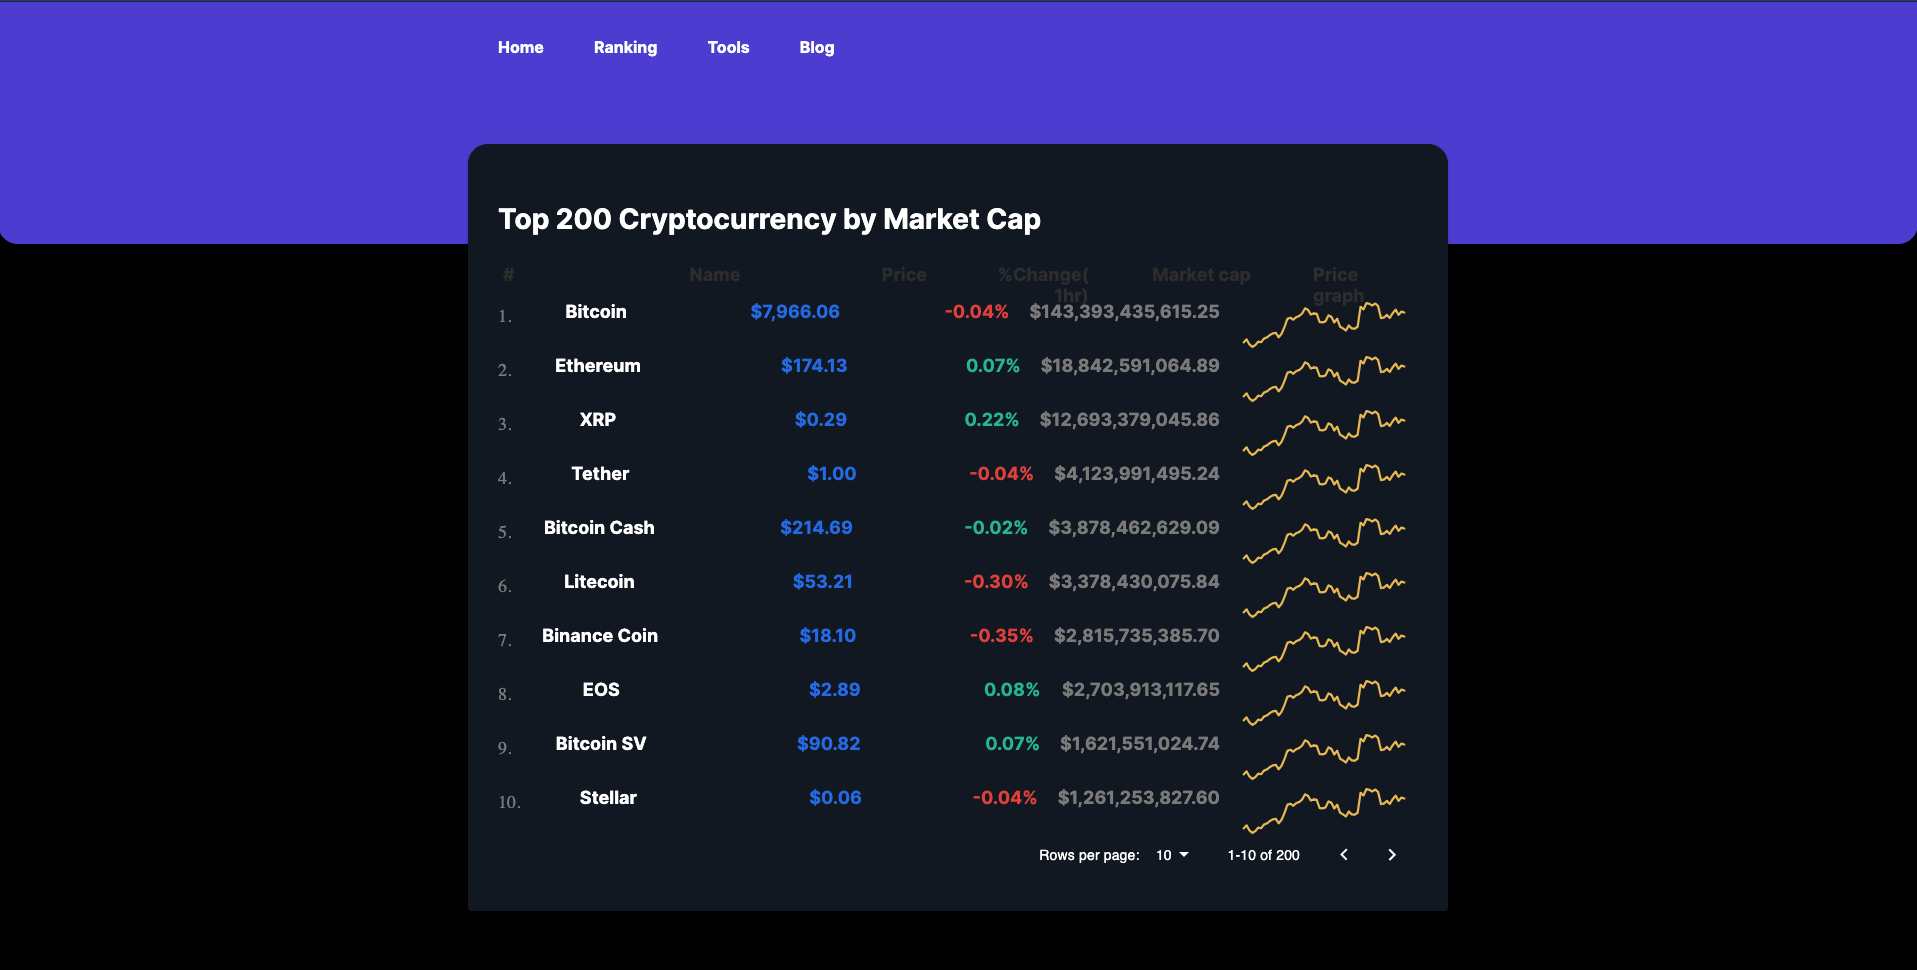 Home Ranking Tools Blog
Top 200 Cryptocurrency by Market Cap
# Name Price %Change( 1hr) Market cap Price graph
1. Bitcoin $7,966.06 -0.04% $143,393,435,615.25
2. Ethereum $174.13 0.07% $18,842,591,064.89
3. XRP $0.29 0.22% $12,693,379,045.86
4. Tether $1.00 -0.04% $4,123,991,495.24
5. Bitcoin Cash $214.69 -0.02% $3,878,462,629.09
6. Litecoin $53.21 -0.30% $3,378,430,075.84
7. Binance Coin $18.10 -0.35% $2,815,735,385.70
8. EOS $2.89 0.08% $2,703,913,117.65
9. Bitcoin SV $90.82 0.07% $1,621,551,024.74
10. Stellar $0.06 -0.04% $1,261,253,827.60
Rows per page: 10 1-10 of 200